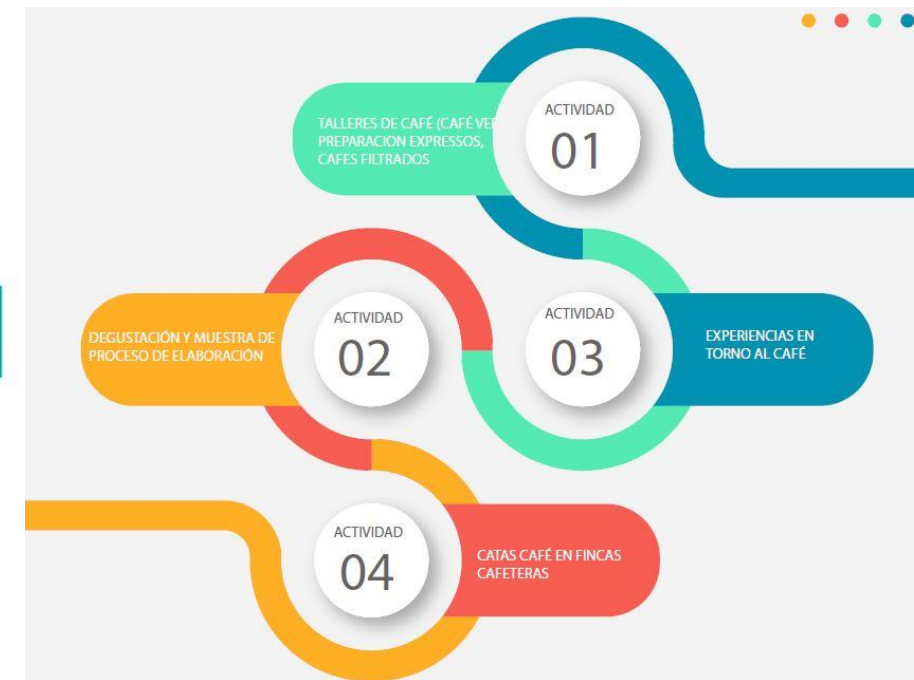 ACTIVIDAD
01
TALLERES DE CAFÉ (CAFÉ
PREPARACION EXPRESSOS,
CAFES FILTRADOS
ACTIVIDAD
02
DEGUSTACIÓN Y MUESTRA DE
PROCESO DE ELABORACIÓN
ACTIVIDAD
03
EXPERIENCIAS EN
TORNO AL CAFÉ
ACTIVIDAD
04
CATAS CAFÉ EN FINCAS
CAFETERAS